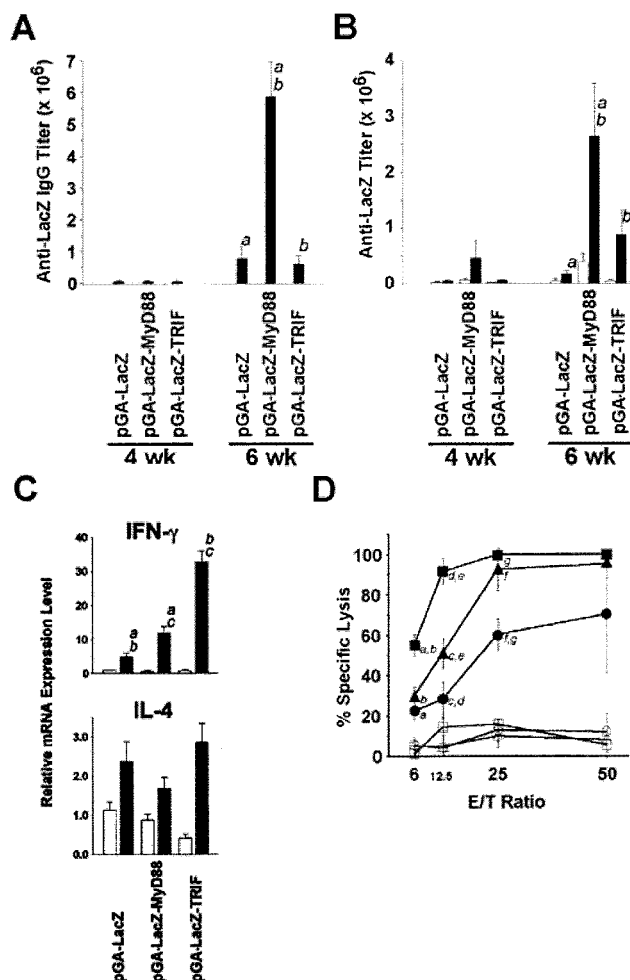 A
Anti-LacZ IgG Titer (x 10⁶)
7
6
5
4
3
2
1
0
a
a
b
b
pGA-LacZ
pGA-LacZ-MyD88
pGA-LacZ-TRIF
pGA-LacZ
pGA-LacZ-MyD88
pGA-LacZ-TRIF
4 wk
6 wk
B
Anti-LacZ Titer (x 10⁶)
4
3
2
1
0
a
a
b
b
pGA-LacZ
pGA-LacZ-MyD88
pGA-LacZ-TRIF
pGA-LacZ
pGA-LacZ-MyD88
pGA-LacZ-TRIF
4 wk
6 wk
C
Relative mRNA Expression Level
IFN-γ
40
30
20
10
0
a
b
a
c
b
c
IL-4
3.0
2.0
1.0
0.0
pGA-LacZ
pGA-LacZ-MyD88
pGA-LacZ-TRIF
D
% Specific Lysis
100
80
60
40
20
0
a,b
b
a
d,e
c,e
c,d
g
f
f,g
6
12.5
25
50
E/T Ratio